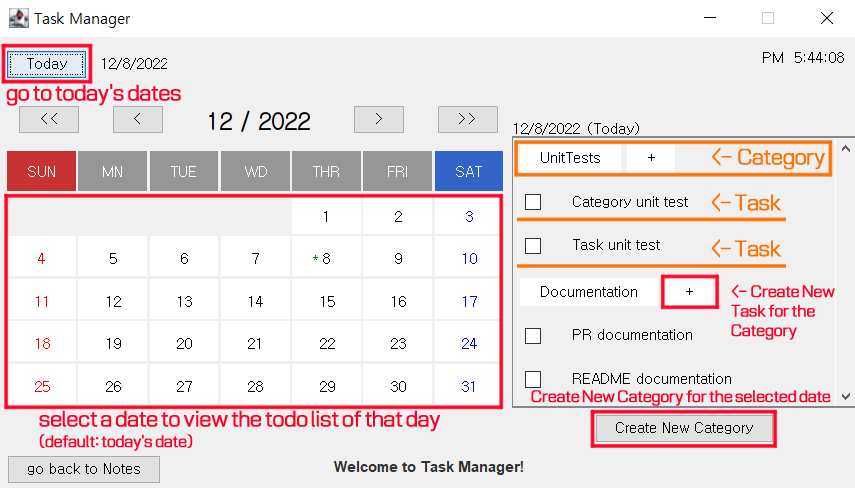 Task Manager
Today 12/8/2022 PM 5:44:08
go to today's dates
<< < 12 / 2022 > >>
SUN MN TUE WD THR FRI SAT
1 2 3
4 5 6 7 *8 9 10
11 12 13 14 15 16 17
18 19 20 21 22 23 24
25 26 27 28 29 30 31
select a date to view the todo list of that day
(default: today's date)
go back to Notes
Welcome to Task Manager!
12/8/2022 (Today)
UnitTests + <- Category
Category unit test <- Task
Task unit test <- Task
Documentation + <- Create New
Task for the
Category
PR documentation
README documentation
Create New Category for the selected date
Create New Category